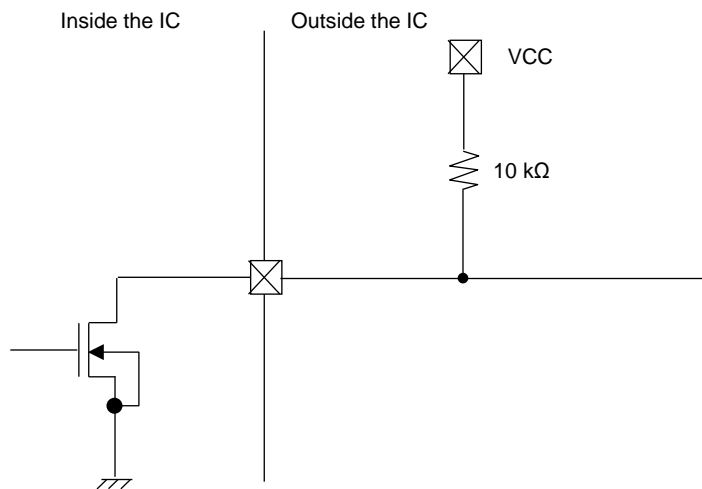 Inside the IC
Outside the IC
VCC
10 kΩ